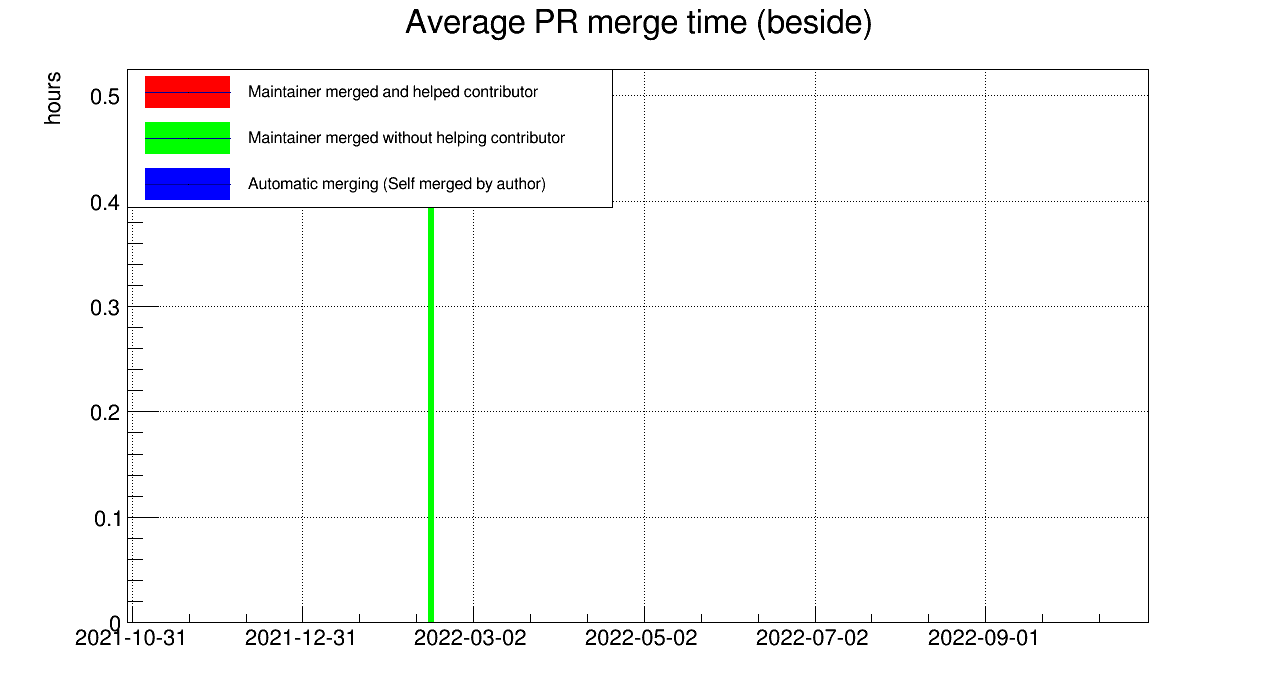 Average PR merge time (beside)
hours
Maintainer merged and helped contributor
Maintainer merged without helping contributor
Automatic merging (Self merged by author)
0.5
0.4
0.3
0.2
0.1
0
2021-10-31 2021-12-31 2022-03-02 2022-05-02 2022-07-02 2022-09-01